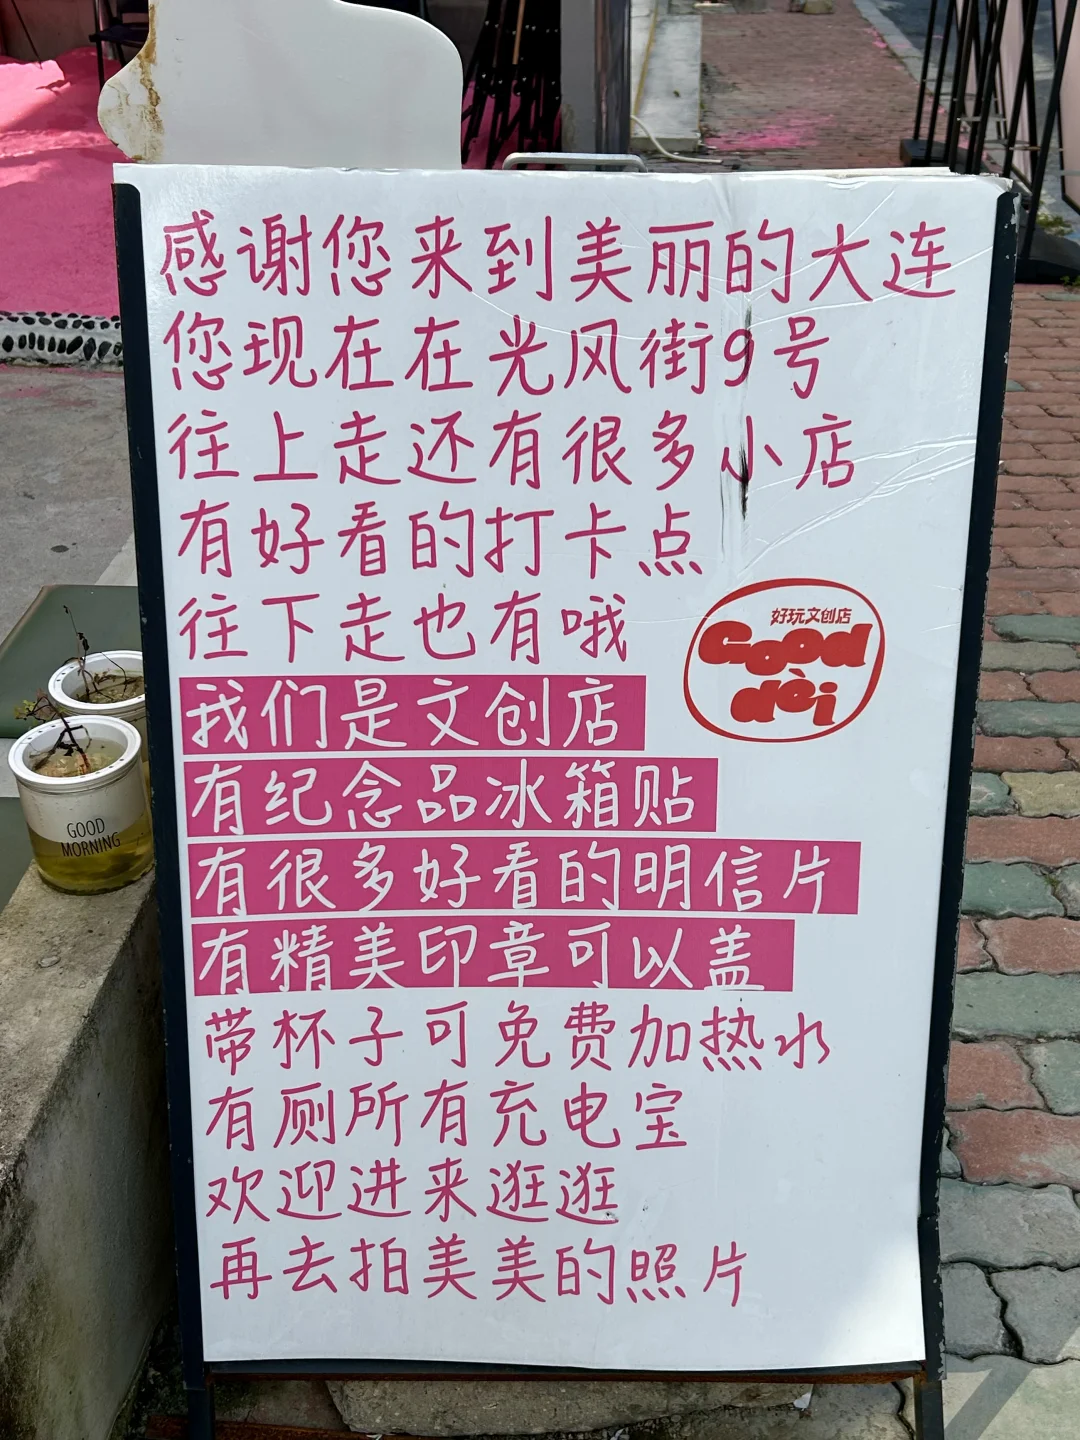 感谢您来到美丽的大连
您现在在光风街9号
往上走还有很多小店
有好看的打卡点
往下走也有哦
好玩文创店
Good
dèi
我们是文创店
有纪念品冰箱贴
有很多好看的明信片
有精美印章可以盖
带杯子可免费加热水
有厕所有充电宝
欢迎进来逛逛
再去拍美美的照片
GOOD
MORNING